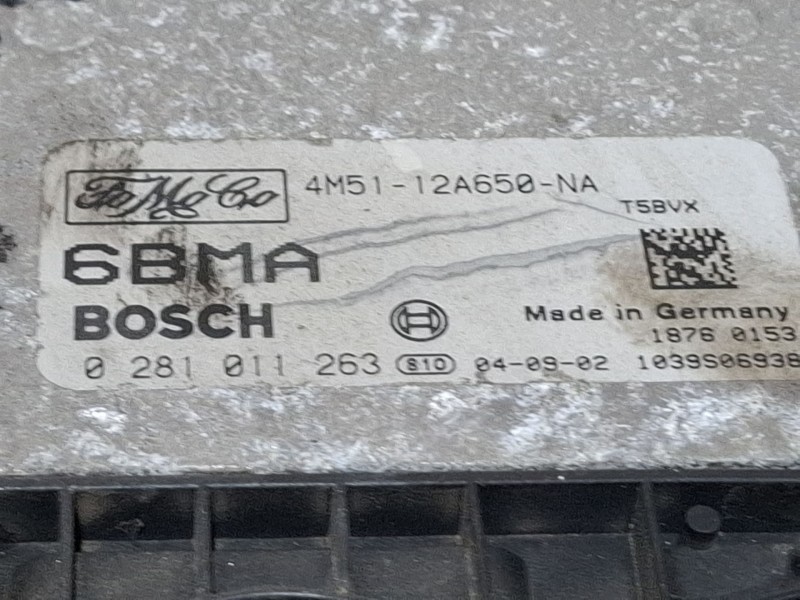 FoMoCo 4M51-12A650-NA
T5BVX
6BMA
BOSCH
Made in Germany
1876 0153
0 281 011 263 S10 04-09-02 1039S06938